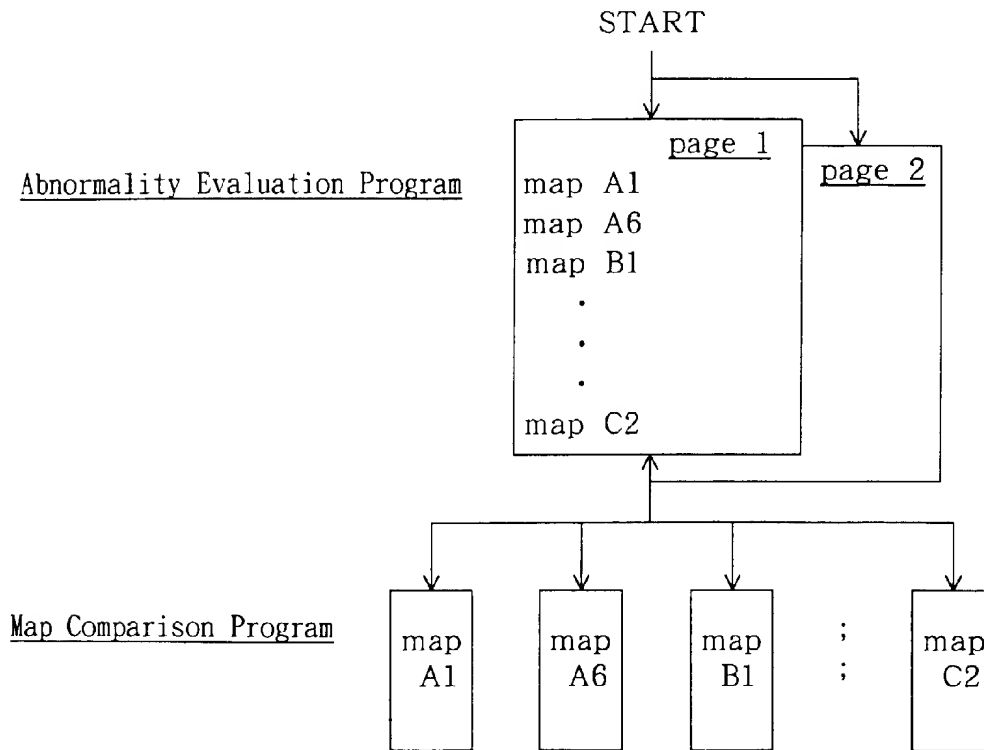 START
page 1
page 2
Abnormality Evaluation Program
map A1
map A6
map B1
.
.
.
map C2
Map Comparison Program
map
A1
map
A6
map
B1
;
;
map
C2